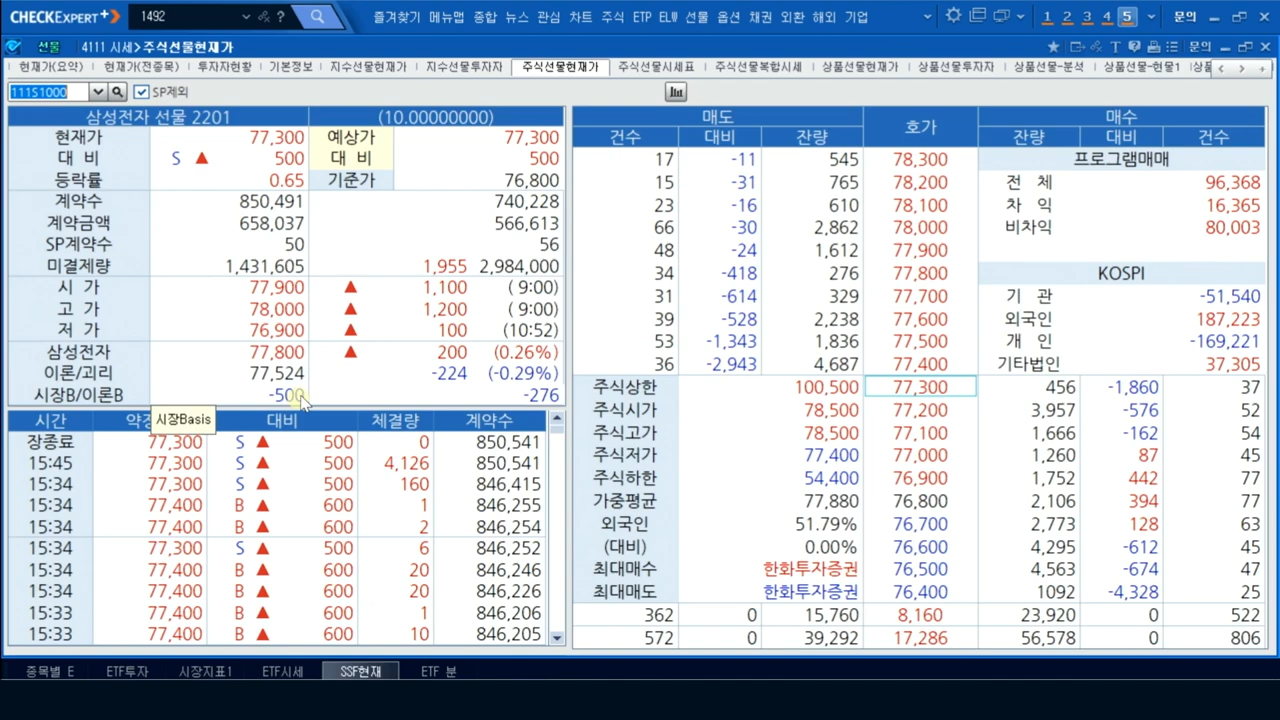 CHECKExpert+ 1492 즐겨찾기 메뉴맵 종합 뉴스 관심 차트 주식 ETP ELW 선물 옵션 채권 외환 해외 기업 1 2 3 4 5 문의
선물 4111 시세>주식선물현재가 문의
현재가(요약) 현재가(전종목) 투자자현황 기본정보 지수선물현재가 지수선물투자자 주식선물현재가 주식선물시세표 주식선물복합시세 상품선물현재가 상품선물투자자 상품선물-분석 상품선물-현물1
111S1000 SP제외
삼성전자 선물 2201 (10.00000000)
현재가 77,300 예상가 77,300
대 비 S ▲ 500 대 비 500
등락률 0.65 기준가 76,800
계약수 850,491 740,228
계약금액 658,037 566,613
SP계약수 50 56
미결제량 1,431,605 1,955 2,984,000
시 가 77,900 ▲ 1,100 ( 9:00)
고 가 78,000 ▲ 1,200 ( 9:00)
저 가 76,900 ▲ 100 (10:52)
삼성전자 77,800 ▲ 200 (0.26%)
이론/괴리 77,524 -224 (-0.29%)
시장B/이론B -500 -276
시장Basis
시간 약정 대비 체결량 계약수
장종료 77,300 S ▲ 500 0 850,541
15:45 77,300 S ▲ 500 4,126 850,541
15:34 77,300 S ▲ 500 160 846,415
15:34 77,400 B ▲ 600 1 846,255
15:34 77,400 B ▲ 600 2 846,254
15:34 77,300 S ▲ 500 6 846,252
15:34 77,400 B ▲ 600 20 846,246
15:34 77,400 B ▲ 600 20 846,226
15:33 77,400 B ▲ 600 1 846,206
15:33 77,400 B ▲ 600 10 846,205
매도 호가 매수
건수 대비 잔량 잔량 대비 건수
17 -11 545 78,300 프로그램매매
15 -31 765 78,200 전 체 96,368
23 -16 610 78,100 차 익 16,365
66 -30 2,862 78,000 비차익 80,003
48 -24 1,612 77,900
34 -418 276 77,800 KOSPI
31 -614 329 77,700 기 관 -51,540
39 -528 2,238 77,600 외국인 187,223
53 -1,343 1,836 77,500 개 인 -169,221
36 -2,943 4,687 77,400 기타법인 37,305
주식상한 100,500 77,300 456 -1,860 37
주식시가 78,500 77,200 3,957 -576 52
주식고가 78,500 77,100 1,666 -162 54
주식저가 77,400 77,000 1,260 87 45
주식하한 54,400 76,900 1,752 442 77
가중평균 77,880 76,800 2,106 394 77
외국인 51.79% 76,700 2,773 128 63
(대비) 0.00% 76,600 4,295 -612 45
최대매수 한화투자증권 76,500 4,563 -674 47
최대매도 한화투자증권 76,400 1092 -4,328 25
362 0 15,760 8,160 23,920 0 522
572 0 39,292 17,286 56,578 0 806
종목별 E ETF투자 시장지표1 ETF시세 SSF현재 ETF 분